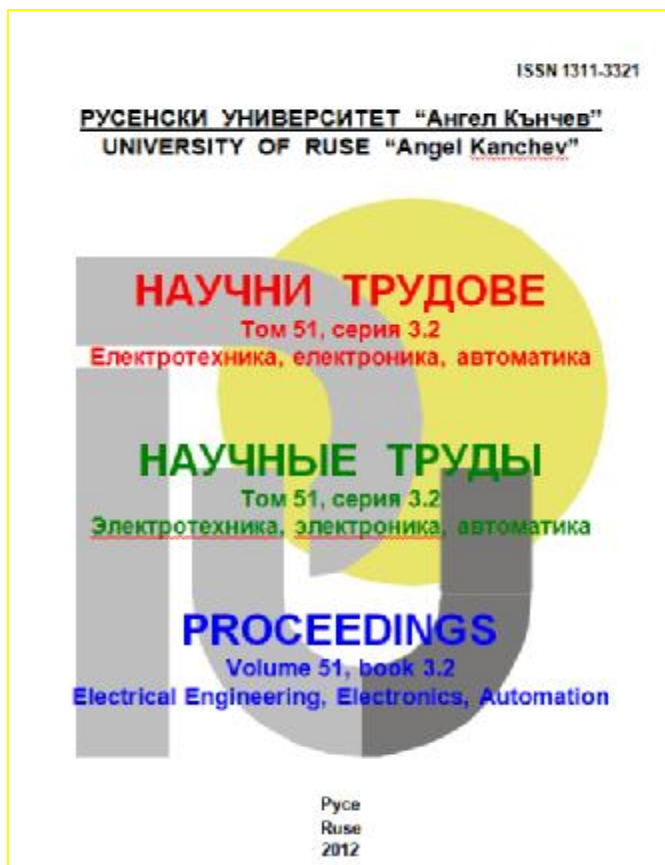 ISSN 1311-3321
РУСЕНСКИ УНИВЕРСИТЕТ “Ангел Кънчев”
UNIVERSITY OF RUSE “Angel Kanchev”
НАУЧНИ ТРУДОВЕ
Том 51, серия 3.2
Електротехника, електроника, автоматика
НАУЧНЫЕ ТРУДЫ
Том 51, серия 3.2
Электротехника, электроника, автоматика
PROCEEDINGS
Volume 51, book 3.2
Electrical Engineering, Electronics, Automation
Русе
Ruse
2012